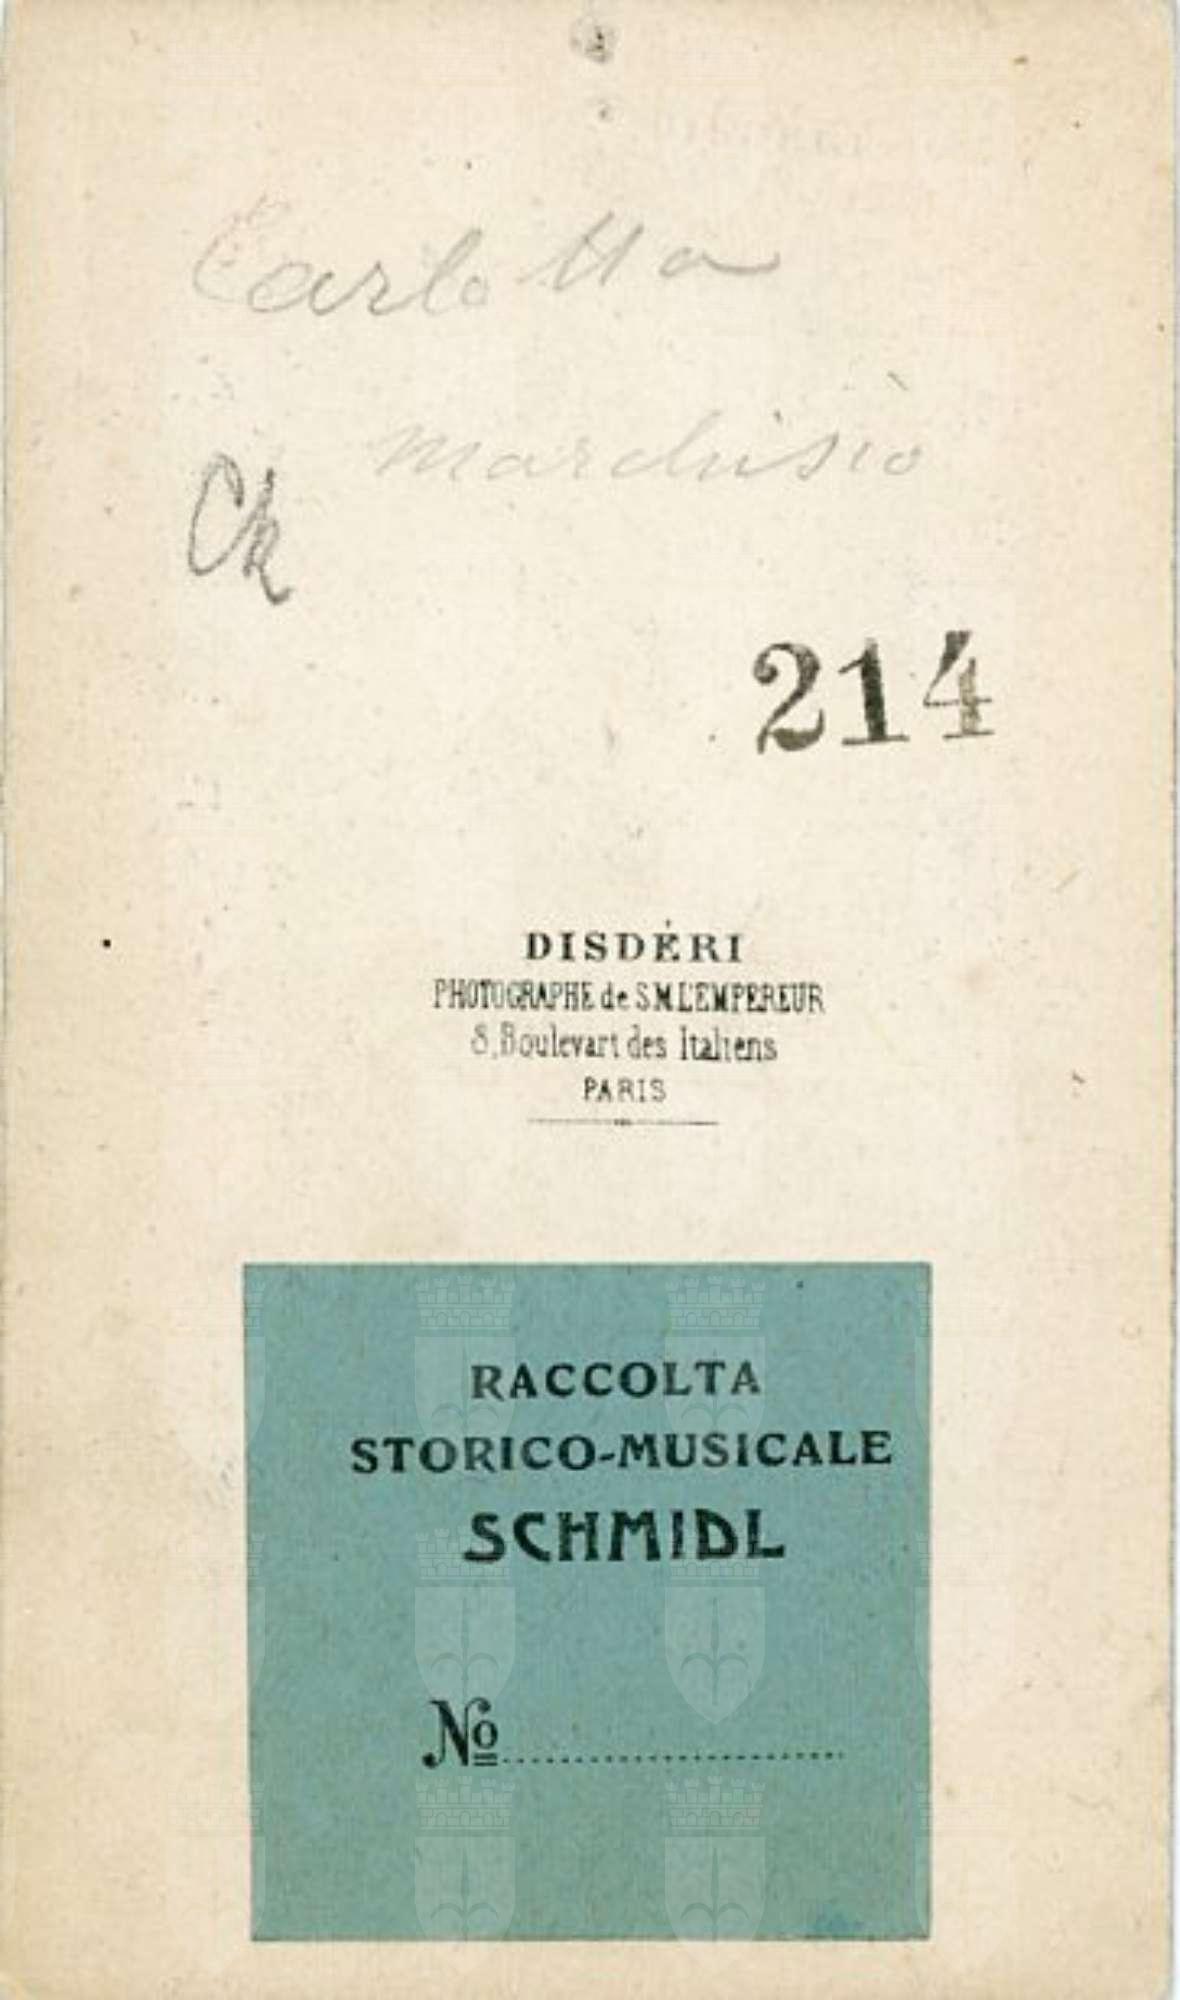 Carlotta
Marchisio
Ck
214
DISDÉRI
PHOTOGRAPHE de S.M. L'EMPEREUR
8, Boulevart des Italiens
PARIS
RACCOLTA
STORICO-MUSICALE
SCHMIDL
Nº